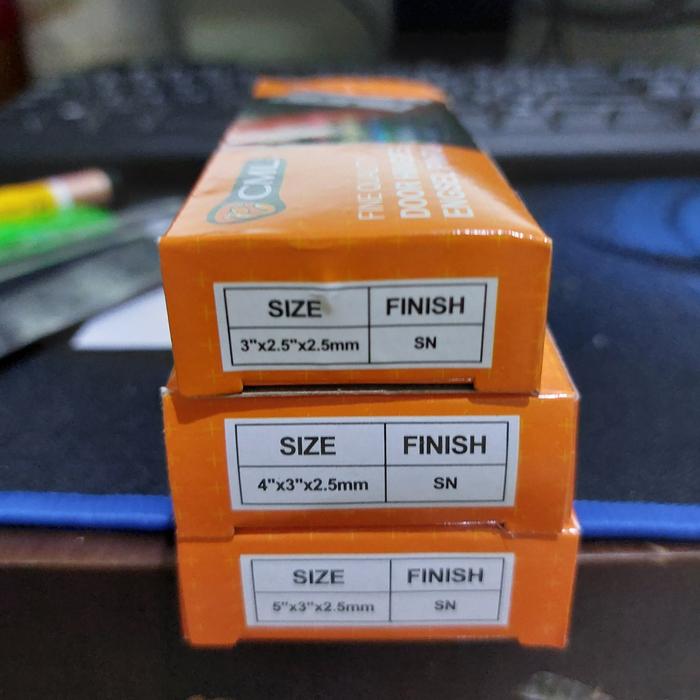 CML
FINE QUALITY
DOOR HINGES
SIZE FINISH
3"x2.5"x2.5mm SN
SIZE FINISH
4"x3"x2.5mm SN
SIZE FINISH
5"x3"x2.5mm SN